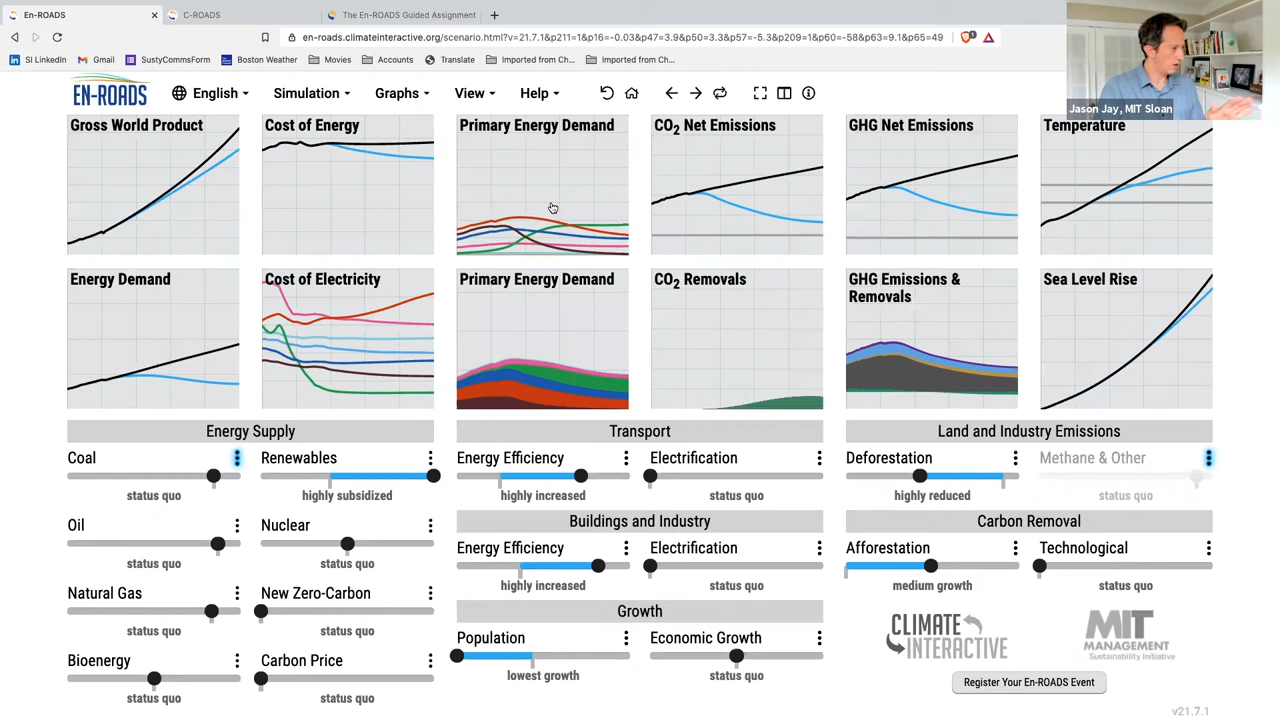 En-ROADS
C-ROADS
The En-ROADS Guided Assignment
en-roads.climateinteractive.org/scenario.html?v=21.7.1&p211=1&p16=-0.03&p47=3.9&p50=3.3&p57=-5.3&p209=1&p60=-58&p63=9.1&p65=49
1
SI LinkedIn
Gmail
SustyCommsForm
Boston Weather
Movies
Accounts
Translate
Imported from Ch...
Imported from Ch...
Jason Jay, MIT Sloan
EN-ROADS
English
Simulation
Graphs
View
Help
Gross World Product
Cost of Energy
Primary Energy Demand
CO2 Net Emissions
GHG Net Emissions
Temperature
Energy Demand
Cost of Electricity
Primary Energy Demand
CO2 Removals
GHG Emissions &
Removals
Sea Level Rise
Energy Supply
Transport
Land and Industry Emissions
Coal
Renewables
Energy Efficiency
Electrification
Deforestation
Methane & Other
status quo
highly subsidized
highly increased
status quo
highly reduced
status quo
Buildings and Industry
Carbon Removal
Oil
Nuclear
Energy Efficiency
Electrification
Afforestation
Technological
status quo
status quo
highly increased
status quo
medium growth
status quo
Natural Gas
New Zero-Carbon
Growth
status quo
status quo
Population
Economic Growth
Bioenergy
Carbon Price
lowest growth
status quo
status quo
status quo
CLIMATE
INTERACTIVE
MIT
MANAGEMENT
Sustainability Initiative
Register Your En-ROADS Event
v21.7.1